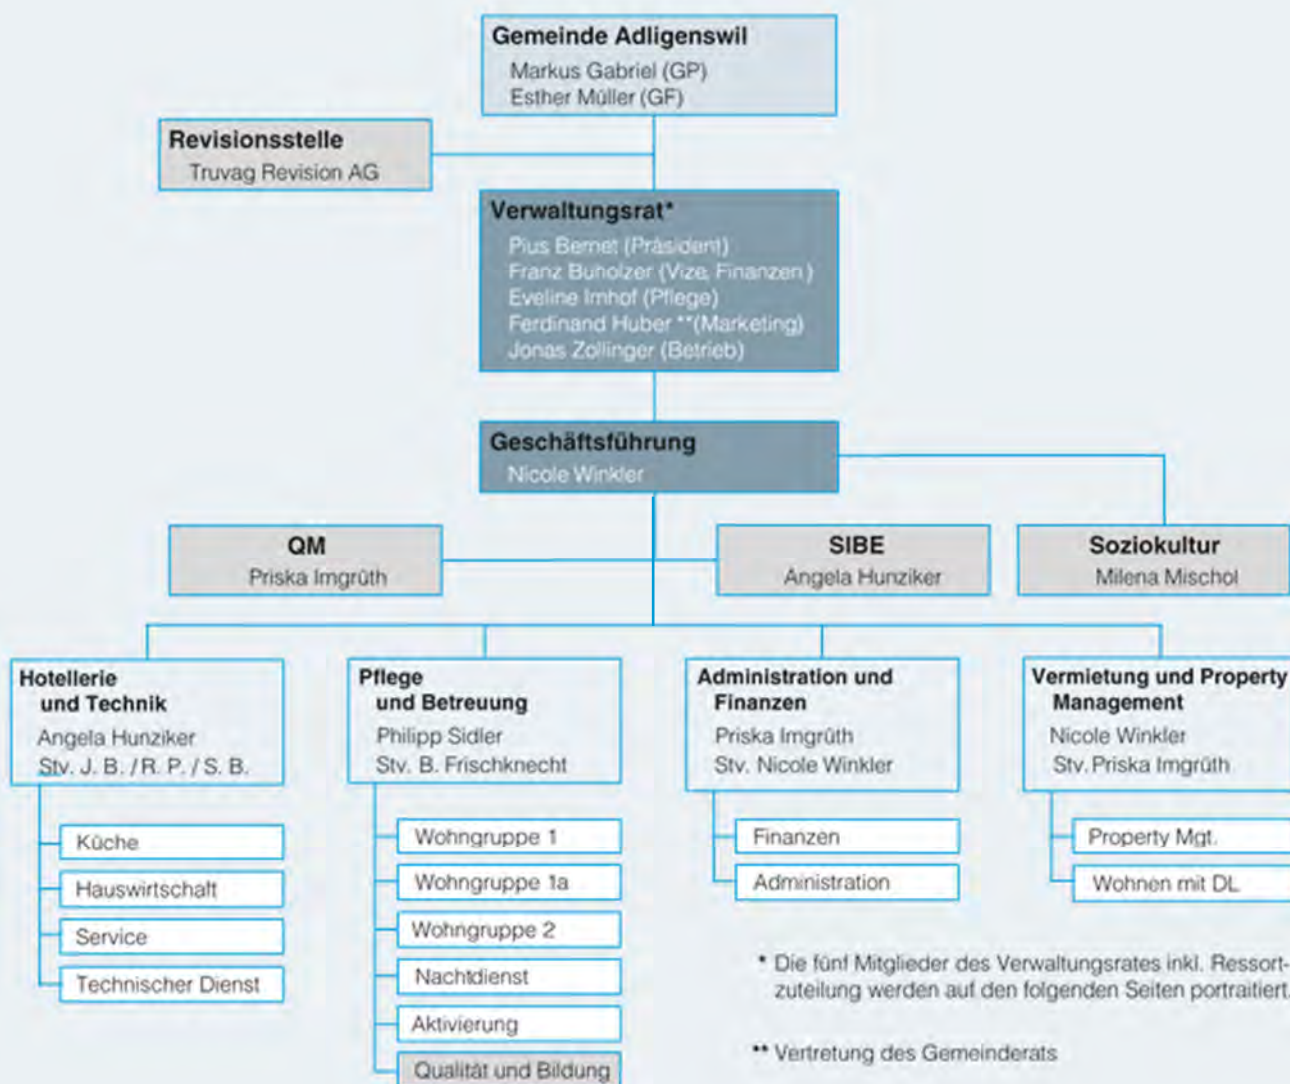 Gemeinde Adligenswil
Markus Gabriel (GP)
Esther Müller (GF)
Revisionsstelle
Truvag Revision AG
Verwaltungsrat*
Pius Bernet (Präsident)
Franz Buholzer (Vize, Finanzen)
Eveline Imhof (Pflege)
Ferdinand Huber **(Marketing)
Jonas Zollinger (Betrieb)
Geschäftsführung
Nicole Winkler
QM
Priska Imgrüth
SIBE
Angela Hunziker
Soziokultur
Milena Mischol
Hotellerie
und Technik
Angela Hunziker
Stv. J. B. / R. P. / S. B.
Küche
Hauswirtschaft
Service
Technischer Dienst
Pflege
und Betreuung
Philipp Sidler
Stv. B. Frischknecht
Wohngruppe 1
Wohngruppe 1a
Wohngruppe 2
Nachtdienst
Aktivierung
Qualität und Bildung
Administration und
Finanzen
Priska Imgrüth
Stv. Nicole Winkler
Finanzen
Administration
Vermietung und Property
Management
Nicole Winkler
Stv. Priska Imgrüth
Property Mgt.
Wohnen mit DL
* Die fünf Mitglieder des Verwaltungsrates inkl. Ressort-
zuteilung werden auf den folgenden Seiten portraitiert.
** Vertretung des Gemeinderats